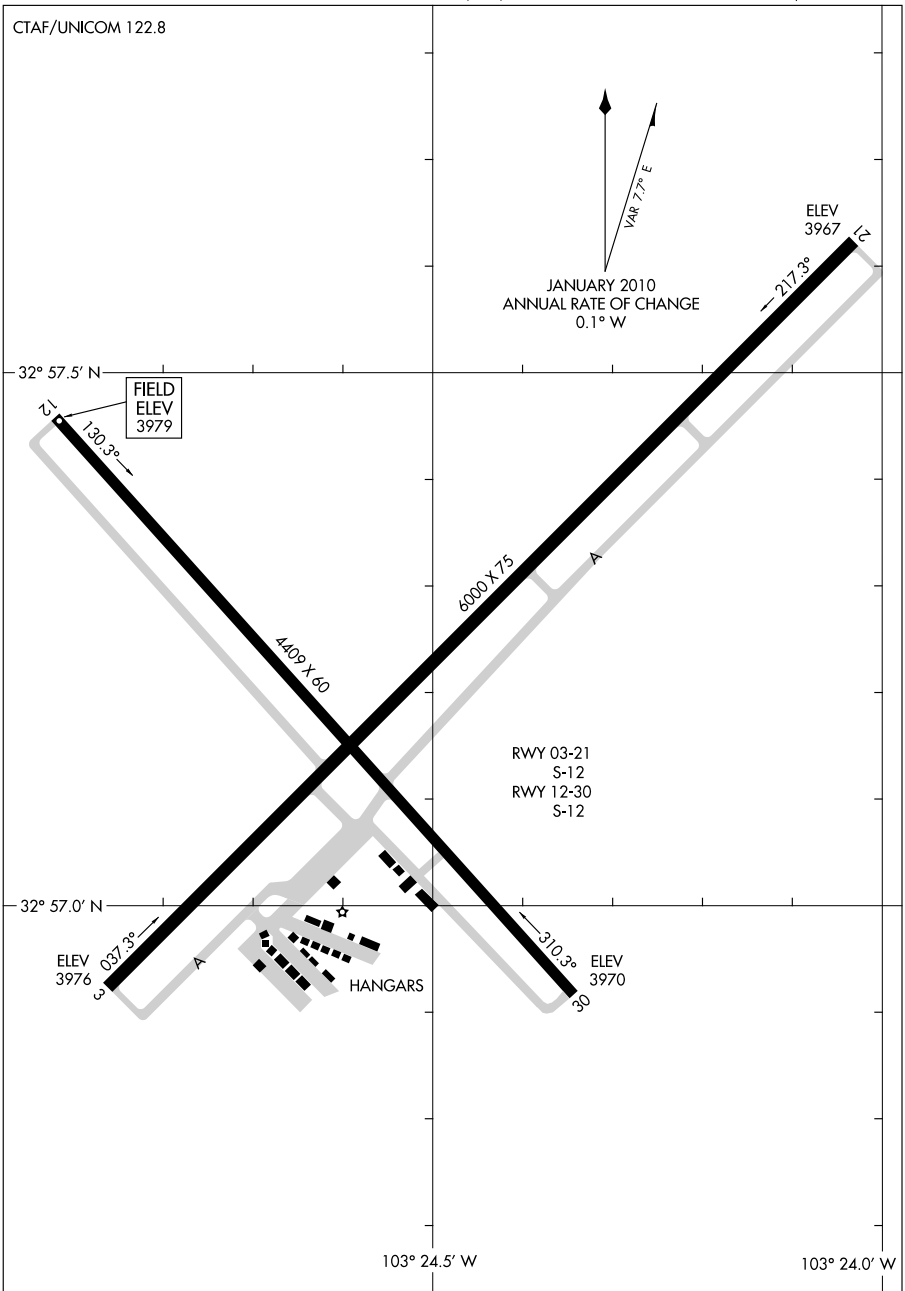 CTAF/UNICOM 122.8
VAR 7.7° E
JANUARY 2010
ANNUAL RATE OF CHANGE
0.1° W
ELEV
3967
21
217.3°
32° 57.5' N
FIELD
ELEV
3979
12
130.3°
A
6000 X 75
4409 X 60
RWY 03-21
S-12
RWY 12-30
S-12
32° 57.0' N
037.3°
ELEV
3976
3
A
HANGARS
310.3°
ELEV
3970
30
103° 24.5' W
103° 24.0' W